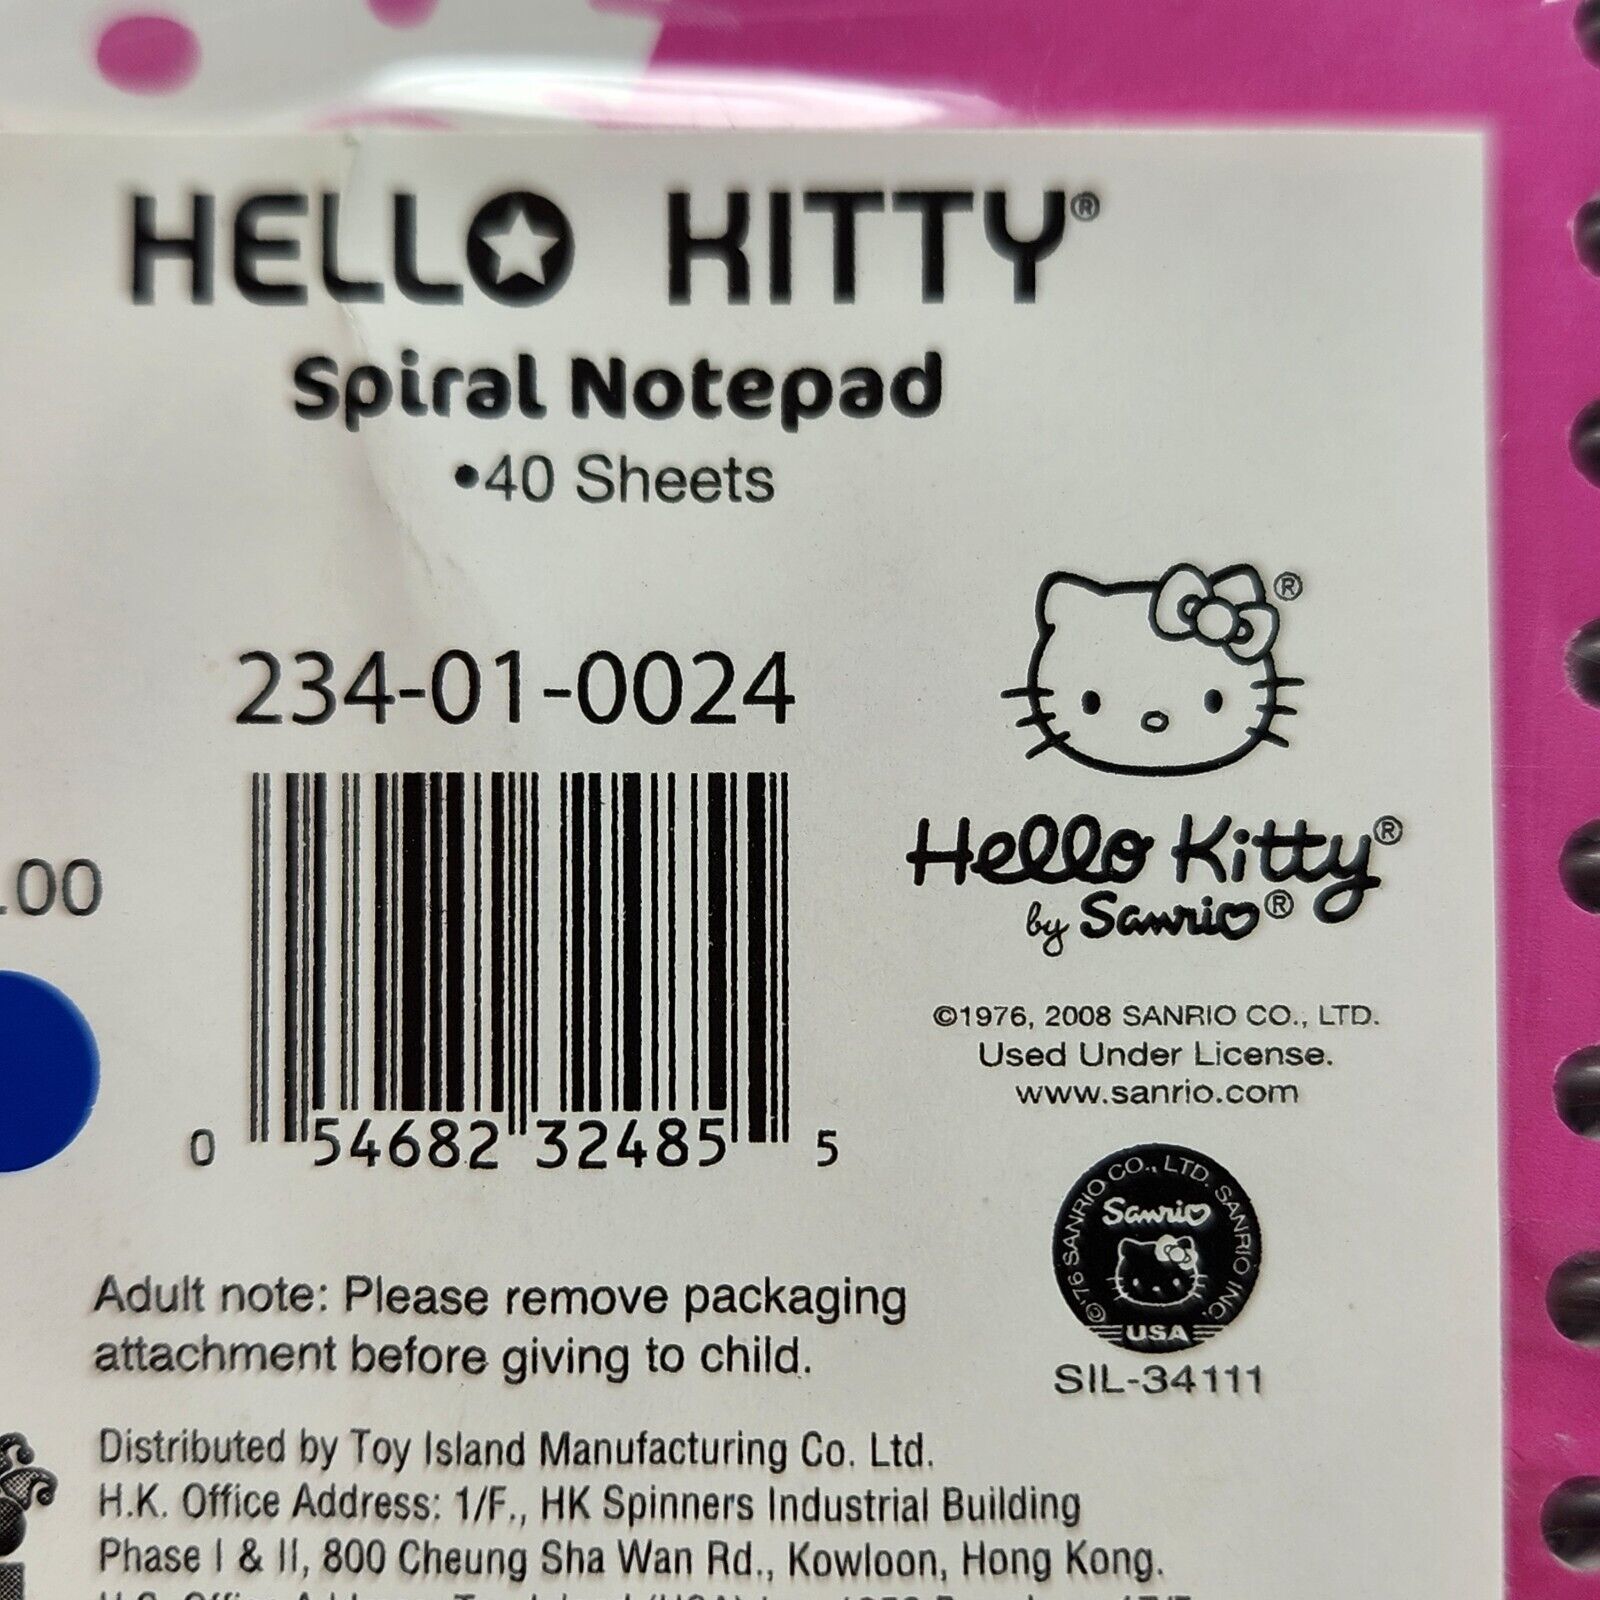 HELLO KITTY®
Spiral Notepad
•40 Sheets
234-01-0024
.00
0 54682 32485 5
®
Hello Kitty®
by Sanrio®
©1976, 2008 SANRIO CO., LTD.
Used Under License.
www.sanrio.com
©'76 SANRIO CO., LTD. SANRIO INC.
Sanrio
USA
SIL-34111
Adult note: Please remove packaging
attachment before giving to child.
Distributed by Toy Island Manufacturing Co. Ltd.
H.K. Office Address: 1/F., HK Spinners Industrial Building
Phase I & II, 800 Cheung Sha Wan Rd., Kowloon, Hong Kong.